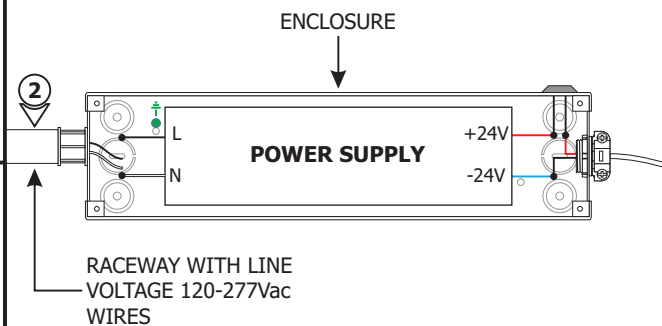 ENCLOSURE
2
L
+24V
POWER SUPPLY
N
-24V
RACEWAY WITH LINE
VOLTAGE 120-277Vac
WIRES